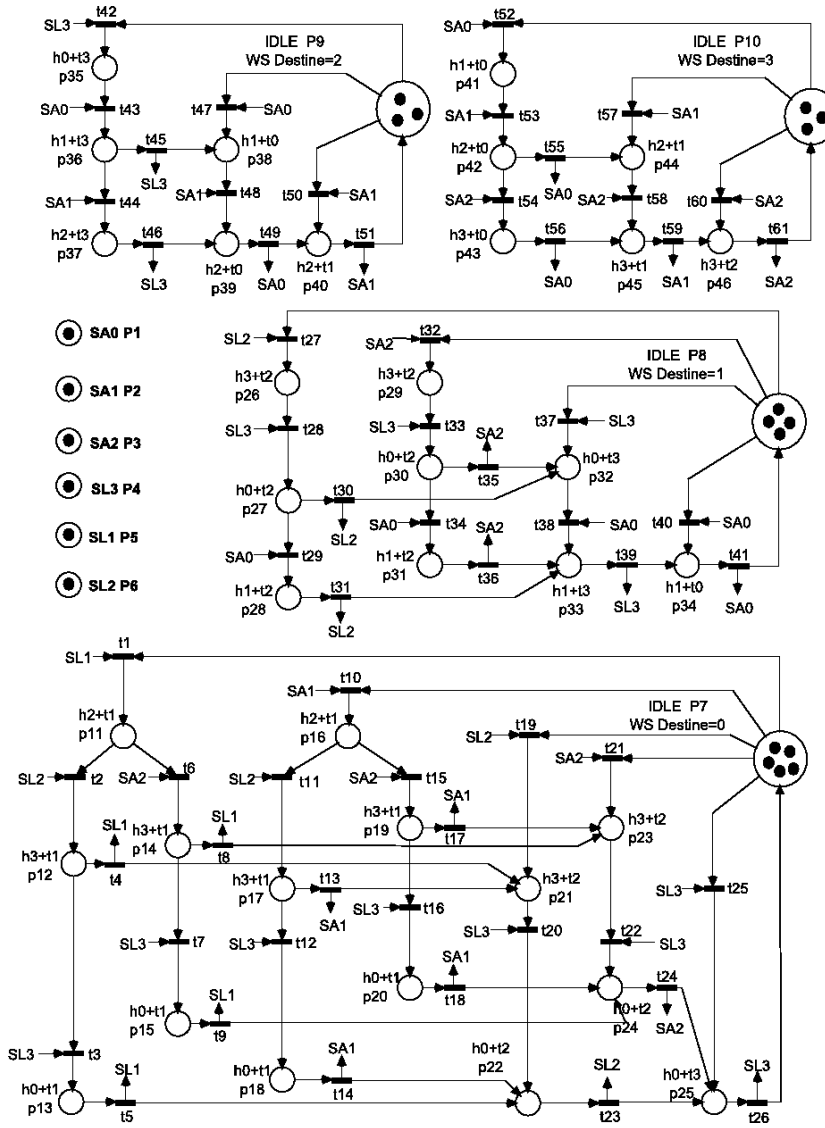 t42
SL3
IDLE P9
WS Destine=2
h0+t3
p35
SA0
t43
t47
SA0
h1+t3
p36
t45
h1+t0
p38
SL3
SA1
t44
SA1
t48
t50
SA1
h2+t3
p37
t46
SL3
h2+t0
p39
t49
SA0
h2+t1
p40
t51
SA1
t52
SA0
IDLE P10
WS Destine=3
h1+t0
p41
SA1
t53
t57
SA1
h2+t0
p42
t55
h2+t1
p44
SA0
SA2
t54
SA2
t58
t60
SA2
h3+t0
p43
t56
SA0
h3+t1
p45
t59
SA1
h3+t2
p46
t61
SA2
SA0 P1
SA1 P2
SA2 P3
SL3 P4
SL1 P5
SL2 P6
SL2
t27
SA2
t32
IDLE P8
WS Destine=1
h3+t2
p26
h3+t2
p29
SL3
t28
SL3
t33
SA2
t37
SL3
h0+t2
p30
t35
h0+t3
p32
h0+t2
p27
t30
SL2
SA0
t34
SA2
t38
SA0
t40
SA0
SA0
t29
h1+t2
p31
t36
h1+t3
p33
t39
SL3
h1+t0
p34
t41
SA0
h1+t2
p28
t31
SL2
t1
SL1
t10
SA1
IDLE P7
WS Destine=0
h2+t1
p11
h2+t1
p16
t19
SL2
t21
SA2
SL2
t2
SA2
t6
SL2
t11
SA2
t15
h3+t1
p12
SL1
t4
h3+t1
p14
SL1
t8
h3+t1
p19
SA1
t17
h3+t2
p23
h3+t1
p17
t13
SA1
h3+t2
p21
SL3
t25
SL3
t16
SL3
t7
SL3
t12
SL3
t20
t22
SL3
h0+t1
p20
SA1
t18
h0+t2
p24
t24
SA2
h0+t1
p15
SL1
t9
SL3
t3
h0+t1
p13
SL1
t5
h0+t1
p18
SA1
t14
h0+t2
p22
SL2
t23
h0+t3
p25
SL3
t26